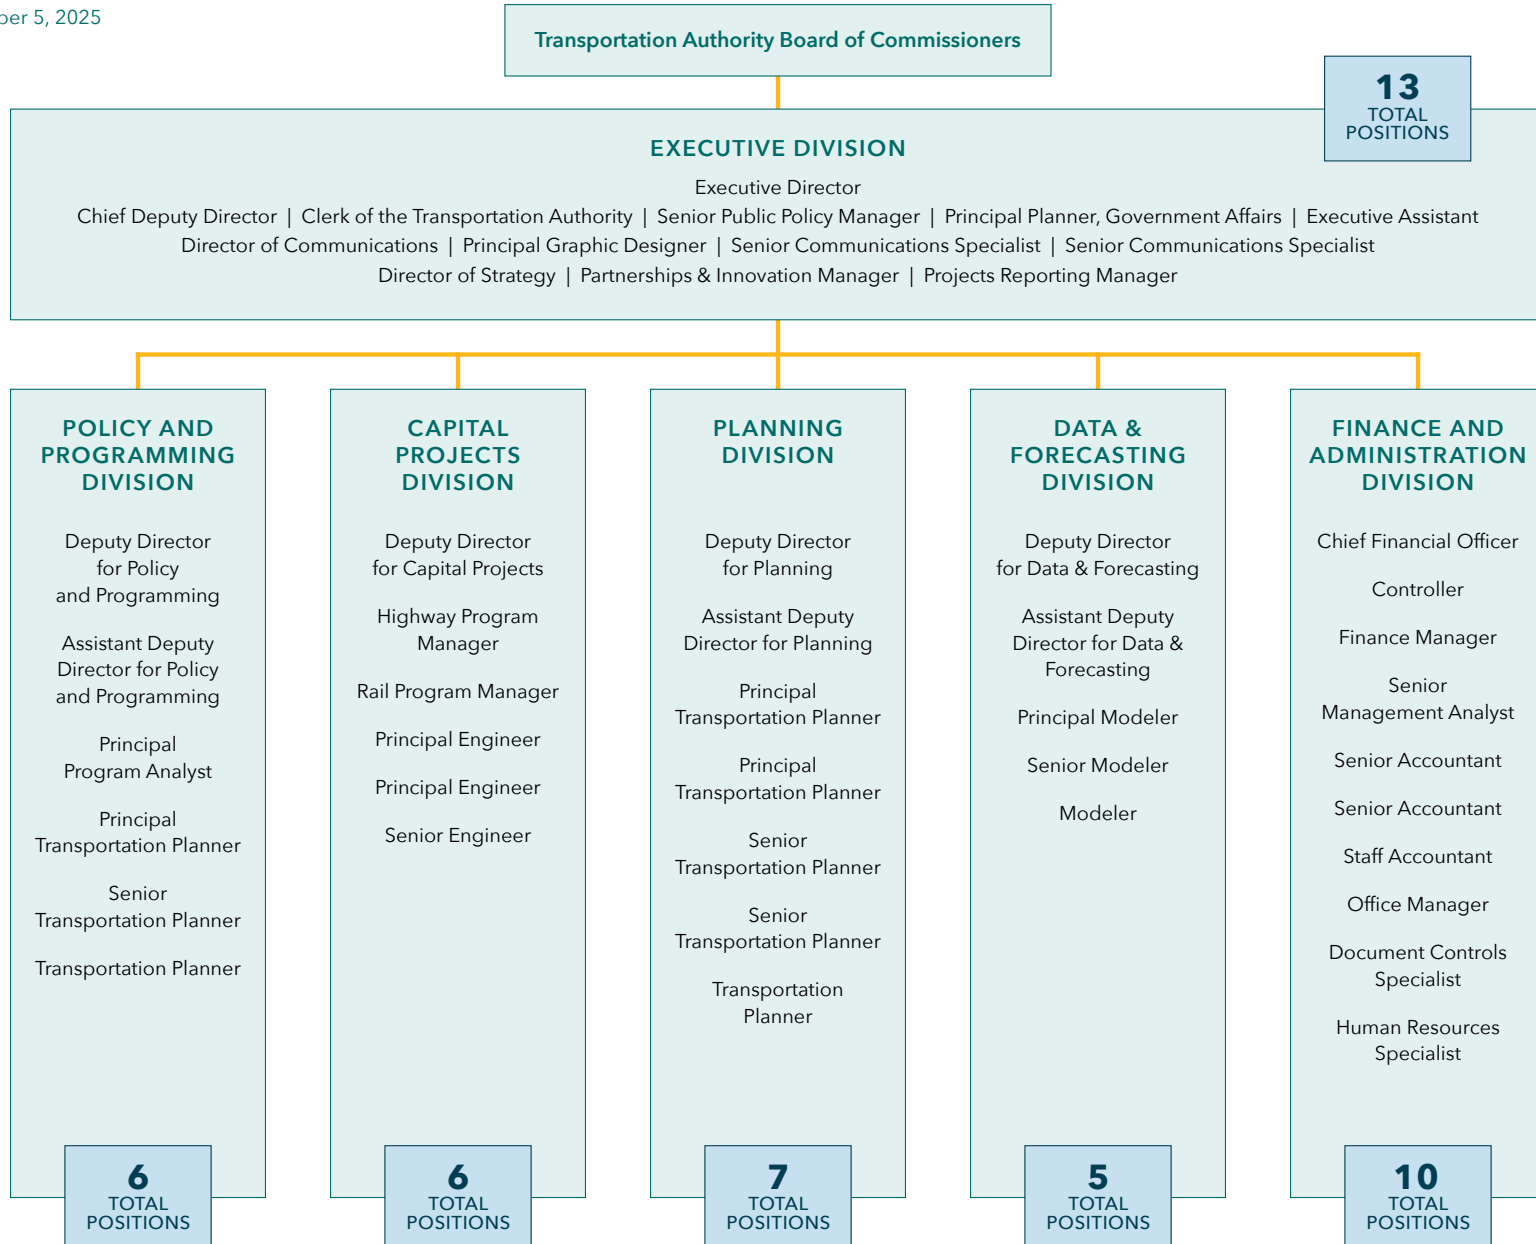 5, 2025
Transportation Authority Board of Commissioners
13
TOTAL
POSITIONS
EXECUTIVE DIVISION
Executive Director
Chief Deputy Director | Clerk of the Transportation Authority | Senior Public Policy Manager | Principal Planner, Government Affairs | Executive Assistant
Director of Communications | Principal Graphic Designer | Senior Communications Specialist | Senior Communications Specialist
Director of Strategy | Partnerships & Innovation Manager | Projects Reporting Manager
POLICY AND
PROGRAMMING
DIVISION
Deputy Director
for Policy
and Programming
Assistant Deputy
Director for Policy
and Programming
Principal
Program Analyst
Principal
Transportation Planner
Senior
Transportation Planner
Transportation Planner
6
TOTAL
POSITIONS
CAPITAL
PROJECTS
DIVISION
Deputy Director
for Capital Projects
Highway Program
Manager
Rail Program Manager
Principal Engineer
Principal Engineer
Senior Engineer
6
TOTAL
POSITIONS
PLANNING
DIVISION
Deputy Director
for Planning
Assistant Deputy
Director for Planning
Principal
Transportation Planner
Principal
Transportation Planner
Senior
Transportation Planner
Senior
Transportation Planner
Transportation
Planner
7
TOTAL
POSITIONS
DATA &
FORECASTING
DIVISION
Deputy Director
for Data & Forecasting
Assistant Deputy
Director for Data &
Forecasting
Principal Modeler
Senior Modeler
Modeler
5
TOTAL
POSITIONS
FINANCE AND
ADMINISTRATION
DIVISION
Chief Financial Officer
Controller
Finance Manager
Senior
Management Analyst
Senior Accountant
Senior Accountant
Staff Accountant
Office Manager
Document Controls
Specialist
Human Resources
Specialist
10
TOTAL
POSITIONS